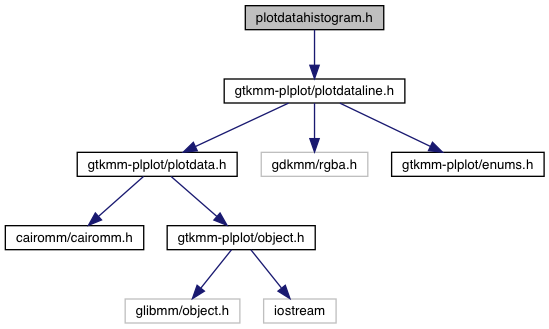 plotdatahistogram.h
gtkmm-plplot/plotdataline.h
gtkmm-plplot/plotdata.h
gdkmm/rgba.h
gtkmm-plplot/enums.h
cairomm/cairomm.h
gtkmm-plplot/object.h
glibmm/object.h
iostream